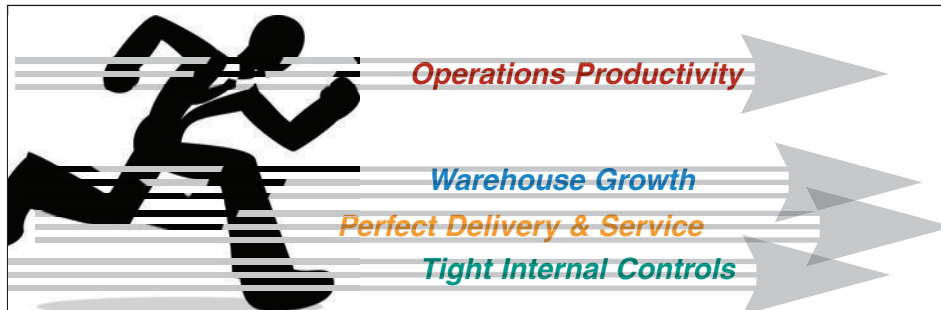 Operations Productivity
Warehouse Growth
Perfect Delivery & Service
Tight Internal Controls